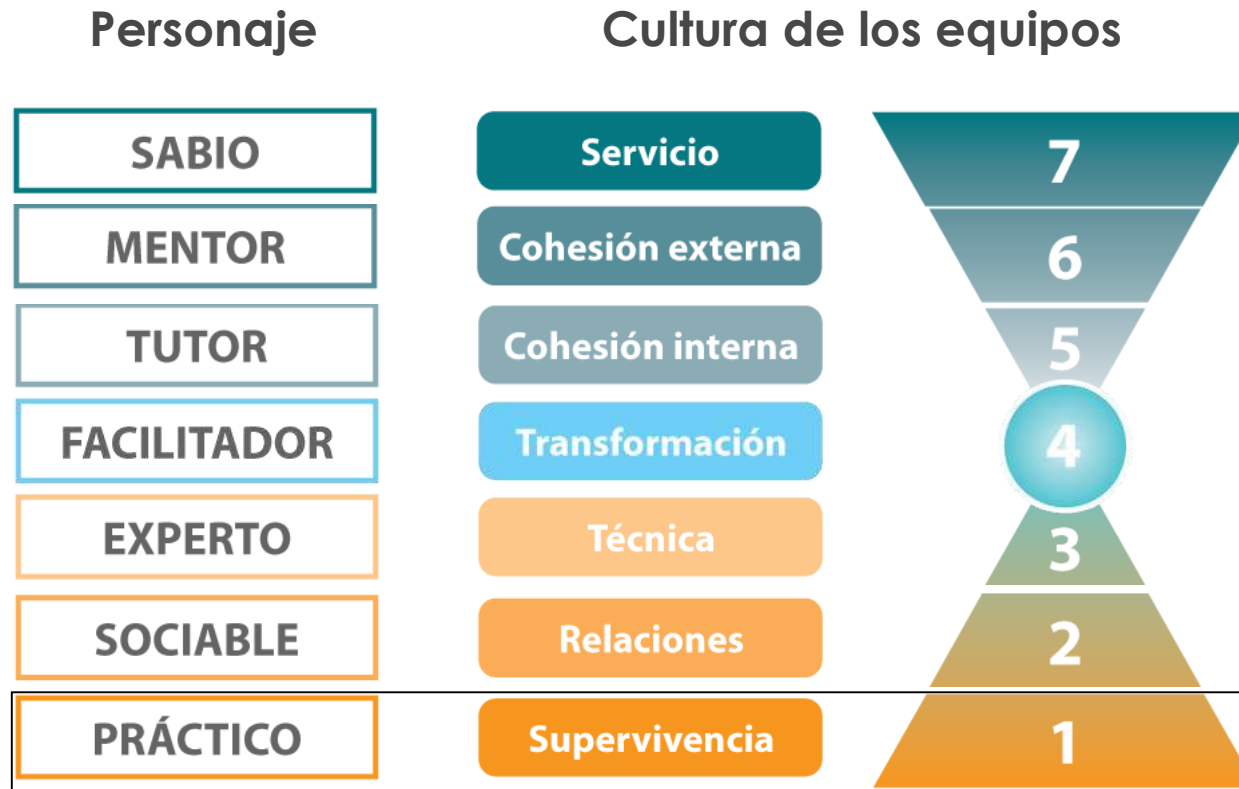 Personaje Cultura de los equipos
SABIO Servicio 7
MENTOR Cohesión externa 6
TUTOR Cohesión interna 5
FACILITADOR Transformación 4
EXPERTO Técnica 3
SOCIABLE Relaciones 2
PRÁCTICO Supervivencia 1